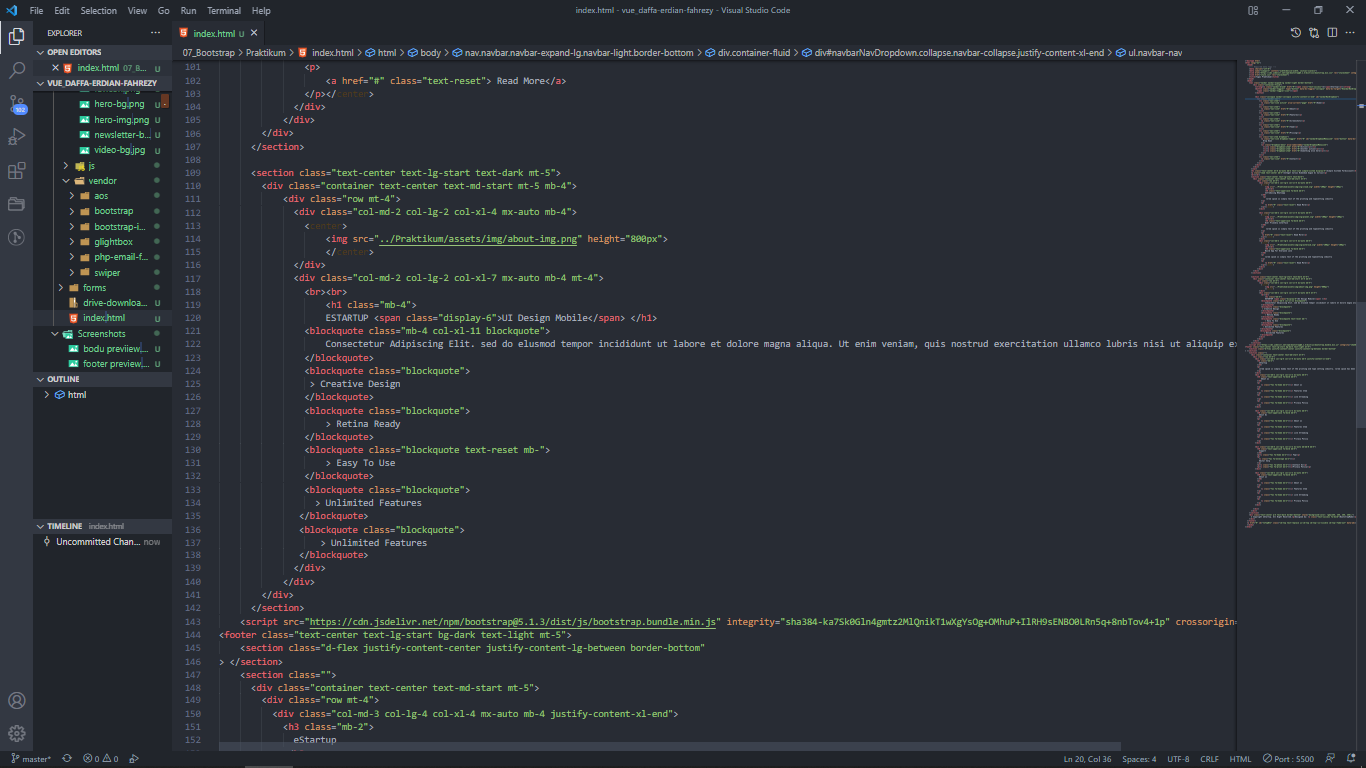 File Edit Selection View Go Run Terminal Help
index.html - vue_daffa-erdian-fahrezy - Visual Studio Code
EXPLORER
OPEN EDITORS
index.html 07_B... U
VUE_DAFFA-ERDIAN-FAHREZY
hero-bg.png U
hero-img.png U
newsletter-b... U
video-bg.jpg U
js
vendor
aos
bootstrap
bootstrap-i...
glightbox
php-email-f...
swiper
forms
drive-downloa... U
index.html U
Screenshots
bodu previiew.... U
footer preview.... U
OUTLINE
html
TIMELINE index.html
Uncommitted Chan... now
102
index.html U
07_Bootstrap > Praktikum > index.html > html > body > nav.navbar.navbar-expand-lg.navbar-light.border-bottom > div.container-fluid > div#navbarNavDropdown.collapse.navbar-collapse.justify-content-xl-end > ul.navbar-nav
101 <p>
102 <a href="#" class="text-reset"> Read More</a>
103 </p></center>
104 </div>
105 </div>
106 </div>
107 </section>
108
109 <section class="text-center text-lg-start text-dark mt-5">
110 <div class="container text-center text-md-start mt-5 mb-4">
111 <div class="row mt-4">
112 <div class="col-md-2 col-lg-2 col-xl-4 mx-auto mb-4">
113 <center>
114 <img src="../Praktikum/assets/img/about-img.png" height="800px">
115 </center>
116 </div>
117 <div class="col-md-2 col-lg-2 col-xl-7 mx-auto mb-4 mt-4">
118 <br><br>
119 <h1 class="mb-4">
120 ESTARTUP <span class="display-6">UI Design Mobile</span> </h1>
121 <blockquote class="mb-4 col-xl-11 blockquote">
122 Consectetur Adipiscing Elit. sed do elusmod tempor incididunt ut labore et dolore magna aliqua. Ut enim veniam, quis nostrud exercitation ullamco lubris nisi ut aliquip ex
123 </blockquote>
124 <blockquote class="blockquote">
125 > Creative Design
126 </blockquote>
127 <blockquote class="blockquote">
128 > Retina Ready
129 </blockquote>
130 <blockquote class="blockquote text-reset mb-">
131 > Easy To Use
132 </blockquote>
133 <blockquote class="blockquote">
134 > Unlimited Features
135 </blockquote>
136 <blockquote class="blockquote">
137 > Unlimited Features
138 </blockquote>
139 </div>
140 </div>
141 </div>
142 </section>
143 <script src="https://cdn.jsdelivr.net/npm/bootstrap@5.1.3/dist/js/bootstrap.bundle.min.js" integrity="sha384-ka7Sk0Gln4gmtz2MlQnikT1wXgYsOg+OMhuP+IlRH9sENBO0LRn5q+8nbTov4+1p" crossorigin=
144 <footer class="text-center text-lg-start bg-dark text-light mt-5">
145 <section class="d-flex justify-content-center justify-content-lg-between border-bottom"
146 > </section>
147 <section class="">
148 <div class="container text-center text-md-start mt-5">
149 <div class="row mt-4">
150 <div class="col-md-3 col-lg-4 col-xl-4 mx-auto mb-4 justify-content-xl-end">
151 <h3 class="mb-2">
152 eStartup
master* 0 0 Ln 20, Col 36 Spaces: 4 UTF-8 CRLF HTML Port : 5500